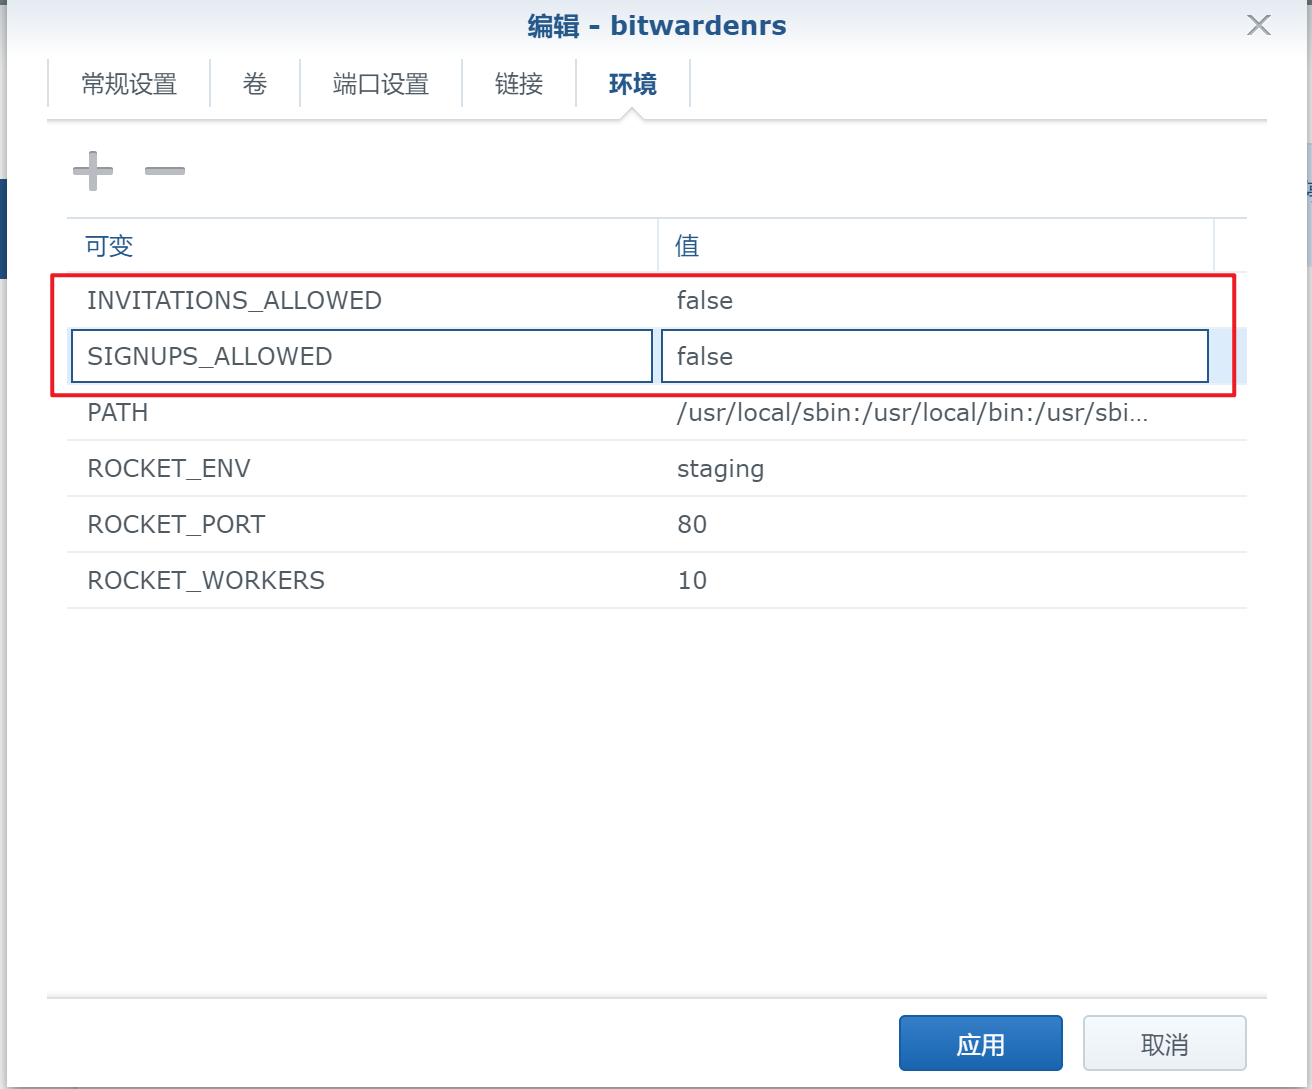 编辑 - bitwardenrs
常规设置 卷 端口设置 链接 环境
可变 值
INVITATIONS_ALLOWED false
SIGNUPS_ALLOWED false
PATH /usr/local/sbin:/usr/local/bin:/usr/sbi...
ROCKET_ENV staging
ROCKET_PORT 80
ROCKET_WORKERS 10
应用 取消